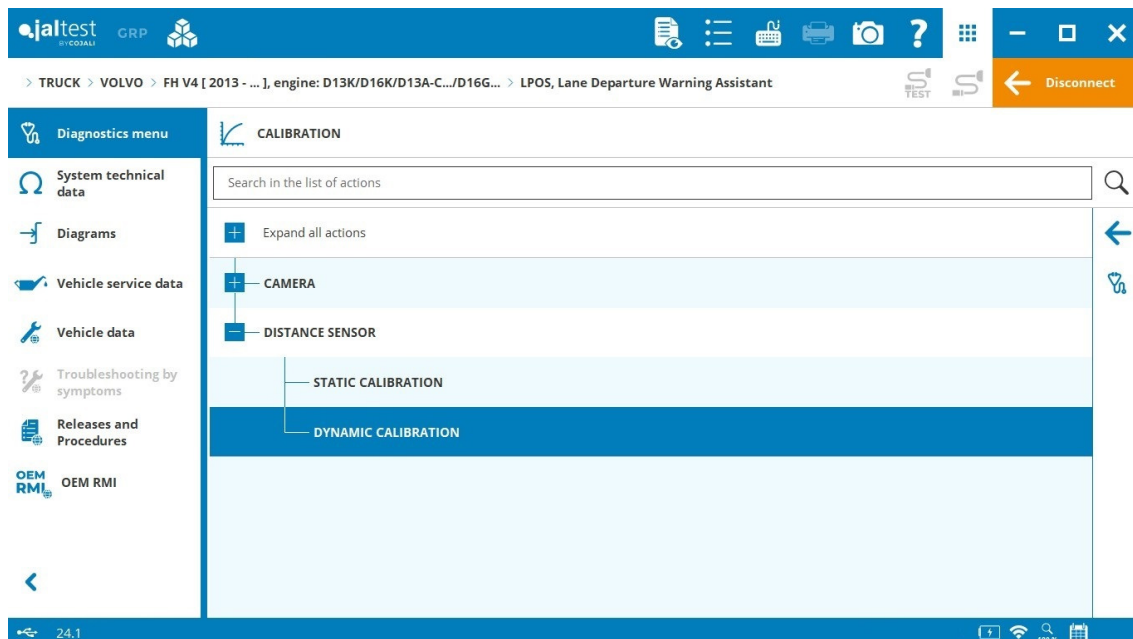 jaltest GRP
BY COJALI
> TRUCK > VOLVO > FH V4 [ 2013 - ... ], engine: D13K/D16K/D13A-C.../D16G... > LPOS, Lane Departure Warning Assistant
TEST
Disconnect
Diagnostics menu
CALIBRATION
System technical
data
Search in the list of actions
Diagrams
Expand all actions
Vehicle service data
CAMERA
Vehicle data
DISTANCE SENSOR
Troubleshooting by
symptoms
STATIC CALIBRATION
Releases and
Procedures
DYNAMIC CALIBRATION
OEM
RMI
OEM RMI
24.1